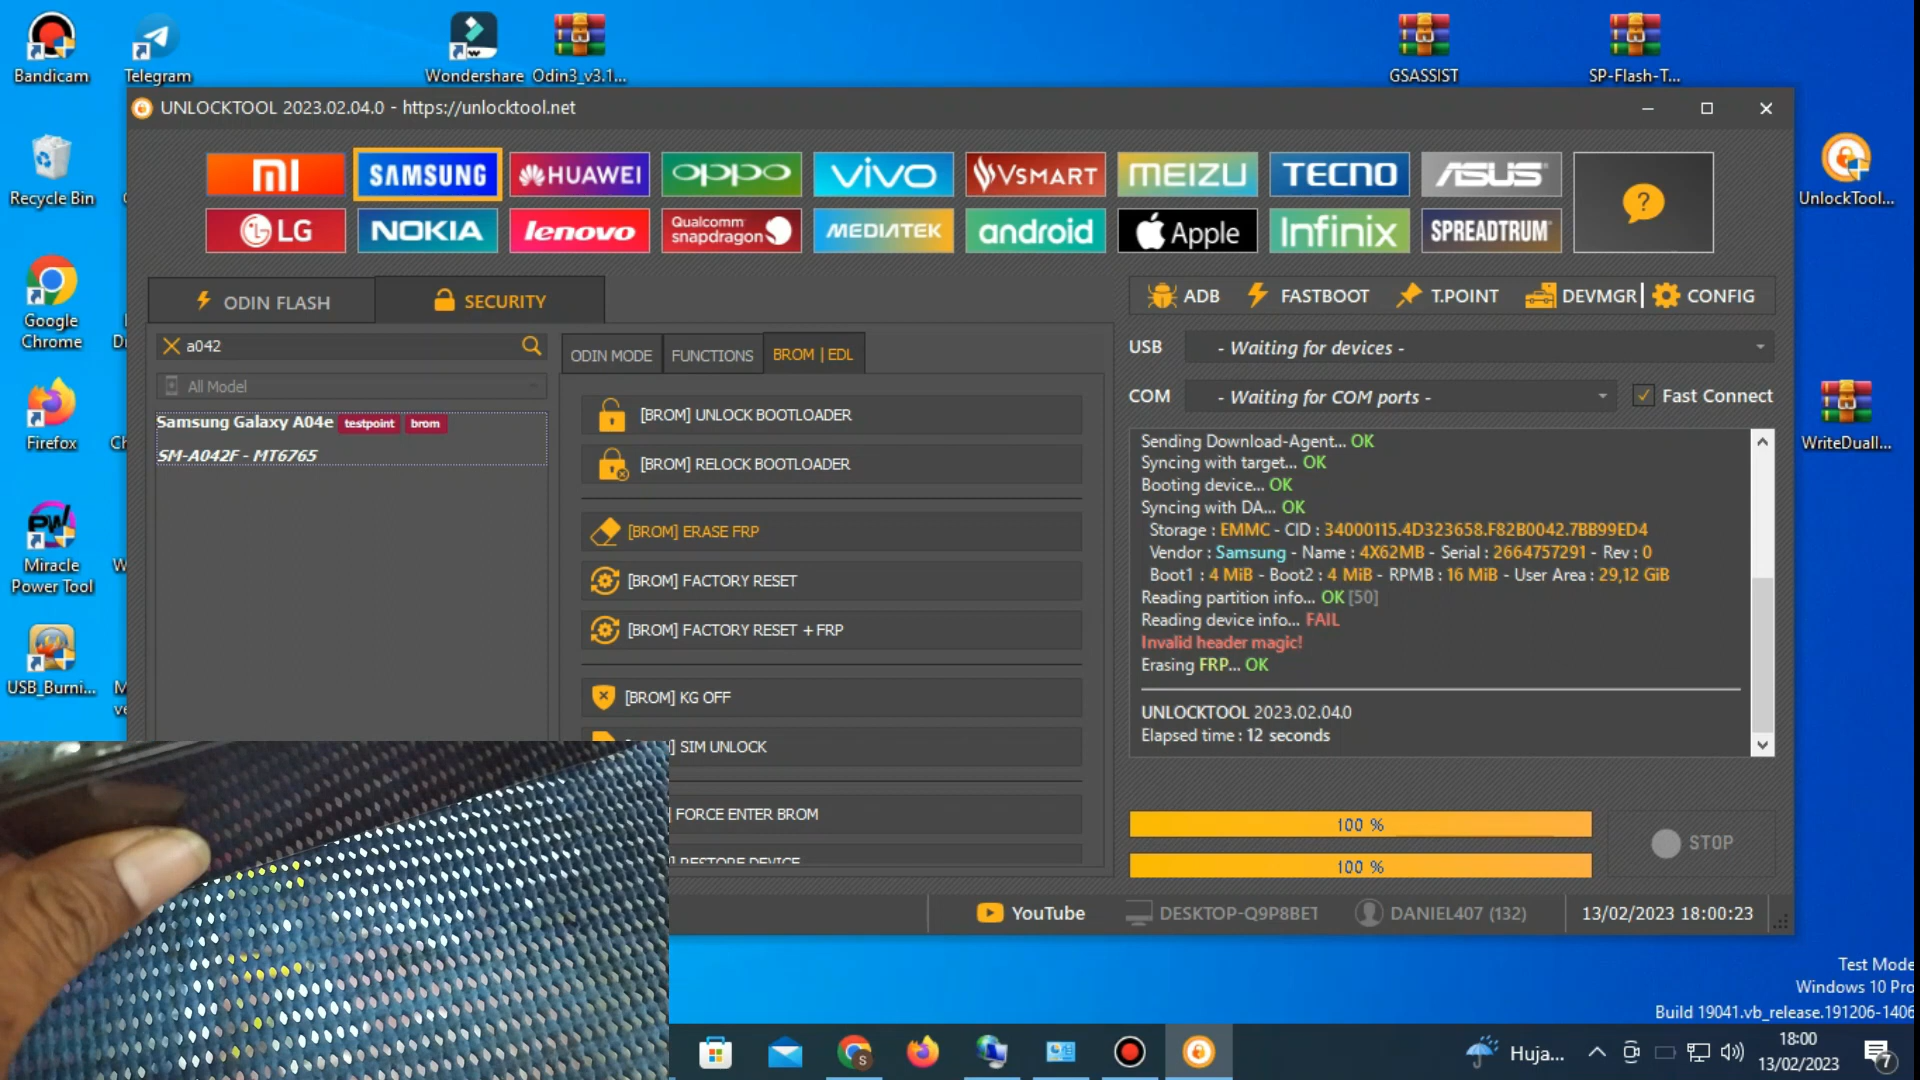 Bandicam
Telegram
Wondershare
Odin3_v3.1...
GSASSIST
SP-Flash-T...
UNLOCKTOOL 2023.02.04.0 - https://unlocktool.net
MI
SAMSUNG
HUAWEI
oppo
vivo
VSMART
MEIZU
TECNO
ASUS
?
LG
NOKIA
lenovo
Qualcomm
snapdragon
MEDIATEK
android
Apple
Infinix
SPREADTRUM
Recycle Bin
UnlockTool...
Google
Chrome
Firefox
PW
Miracle
Power Tool
USB_Burni...
WriteDuall...
ODIN FLASH
SECURITY
ADB
FASTBOOT
T.POINT
DEVMGR
CONFIG
a042
All Model
Samsung Galaxy A04e testpoint brom
SM-A042F - MT6765
ODIN MODE
FUNCTIONS
BROM | EDL
[BROM] UNLOCK BOOTLOADER
[BROM] RELOCK BOOTLOADER
[BROM] ERASE FRP
[BROM] FACTORY RESET
[BROM] FACTORY RESET + FRP
[BROM] KG OFF
] SIM UNLOCK
FORCE ENTER BROM
] RESTORE DEVICE
USB - Waiting for devices -
COM - Waiting for COM ports - Fast Connect
Sending Download-Agent... OK
Syncing with target... OK
Booting device... OK
Syncing with DA... OK
Storage : EMMC - CID : 34000115.4D323658.F82B0042.7BB99ED4
Vendor : Samsung - Name : 4X62MB - Serial : 2664757291 - Rev : 0
Boot1 : 4 MiB - Boot2 : 4 MiB - RPMB : 16 MiB - User Area : 29,12 GiB
Reading partition info... OK [50]
Reading device info... FAIL
Invalid header magic!
Erasing FRP... OK
UNLOCKTOOL 2023.02.04.0
Elapsed time : 12 seconds
100 %
100 %
STOP
YouTube
DESKTOP-Q9P8BET
DANIEL407 (132)
13/02/2023 18:00:23
Test Mode
Windows 10 Pro
Build 19041.vb_release.191206-1406
S
Huja...
18:00
13/02/2023
7